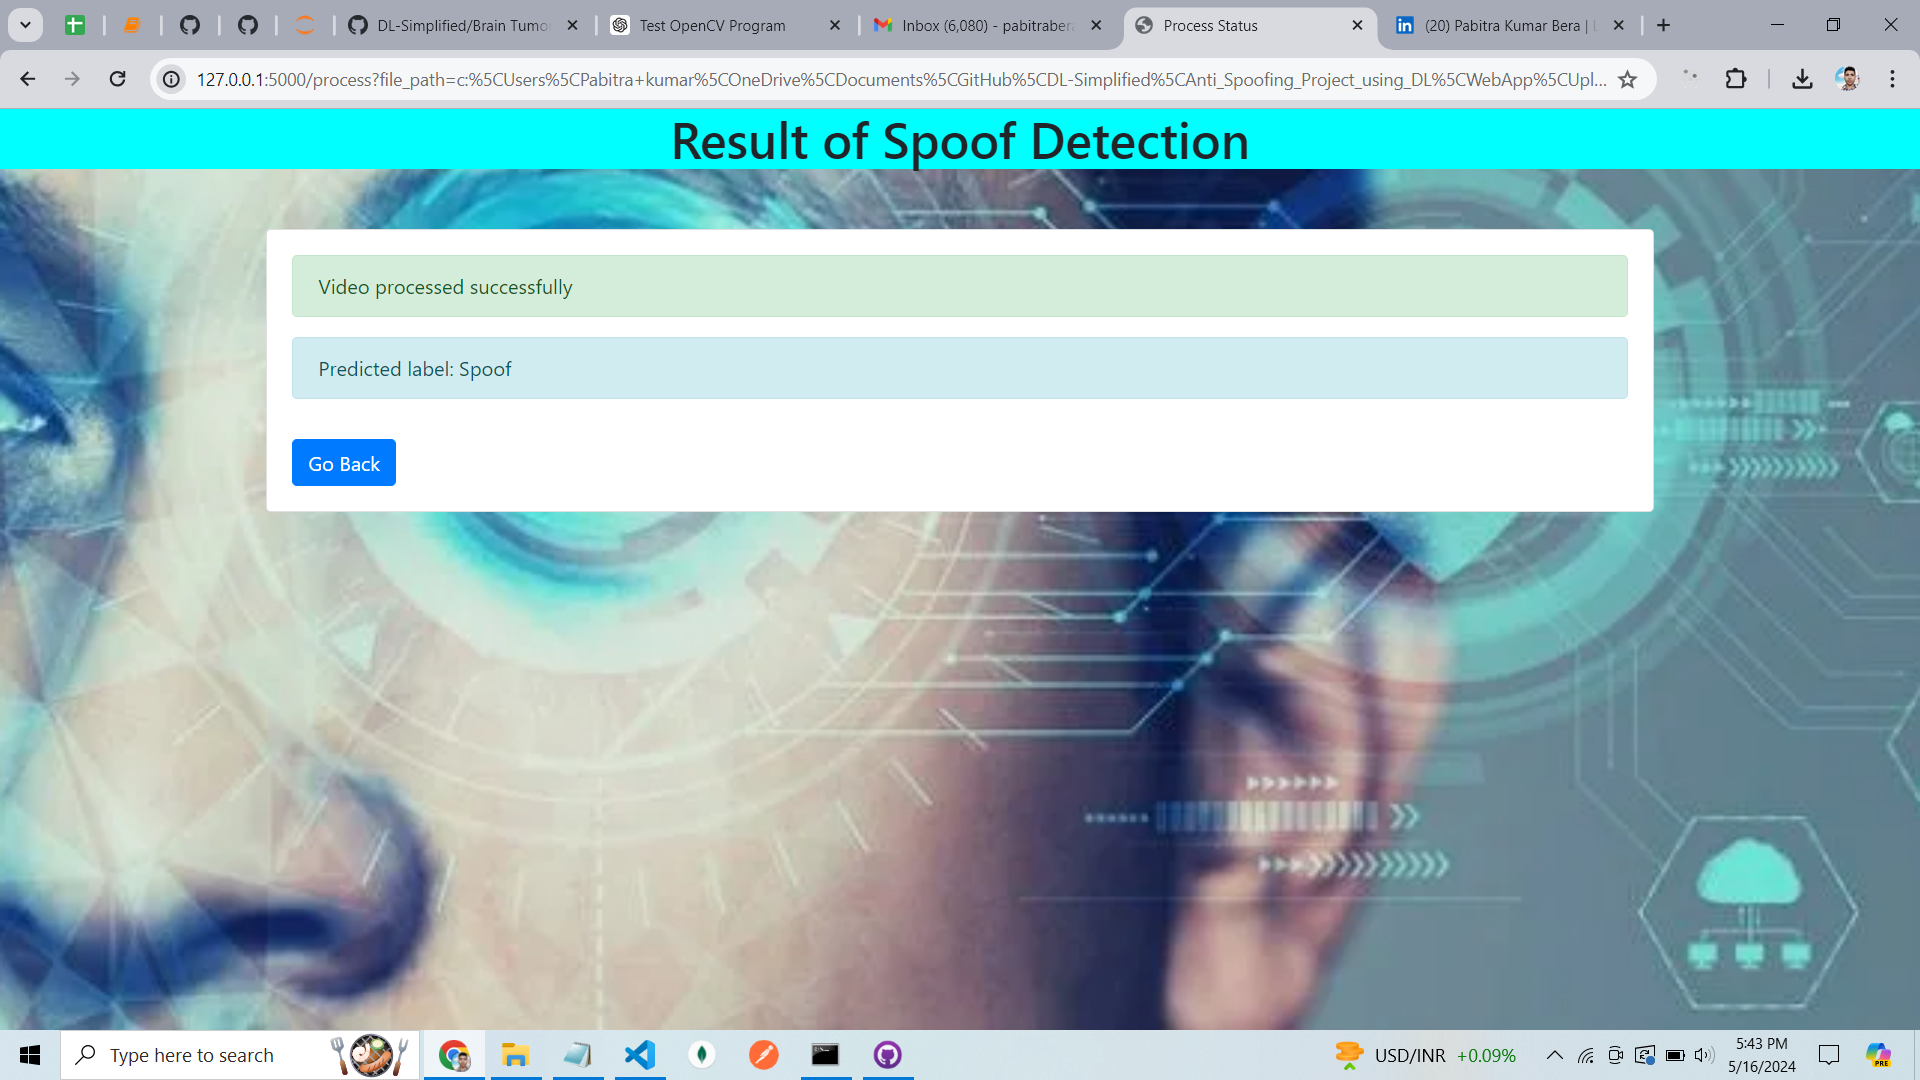 DL-Simplified/Brain Tumo
Test OpenCV Program
Inbox (6,080) - pabitrabera
Process Status
(20) Pabitra Kumar Bera |
127.0.0.1:5000/process?file_path=c:%5CUsers%5CPabitra+kumar%5COneDrive%5CDocuments%5CGitHub%5CDL-Simplified%5CAnti_Spoofing_Project_using_DL%5CWebApp%5CUpl...
Result of Spoof Detection
Video processed successfully
Predicted label: Spoof
Go Back
Type here to search
USD/INR +0.09%
5:43 PM
5/16/2024
PRE